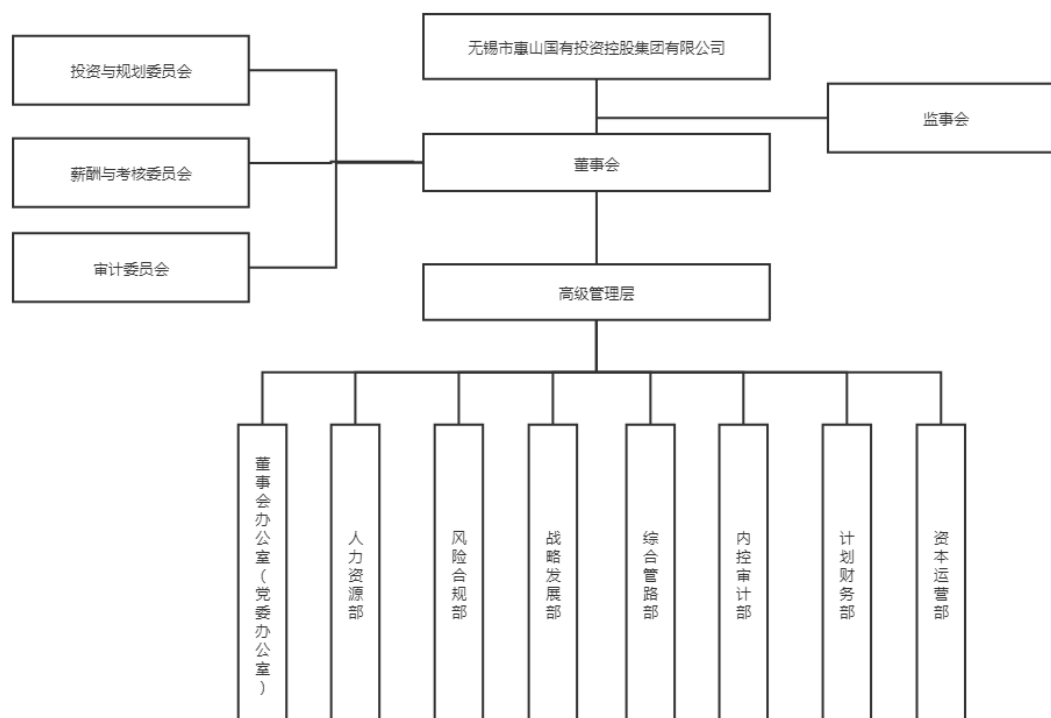 无锡市惠山国有投资控股集团有限公司
投资与规划委员会
监事会
薪酬与考核委员会
董事会
审计委员会
高级管理层
董事会办公室(党委办公室)
人力资源部
风险合规部
战略发展部
综合管路部
内控审计部
计划财务部
资本运营部